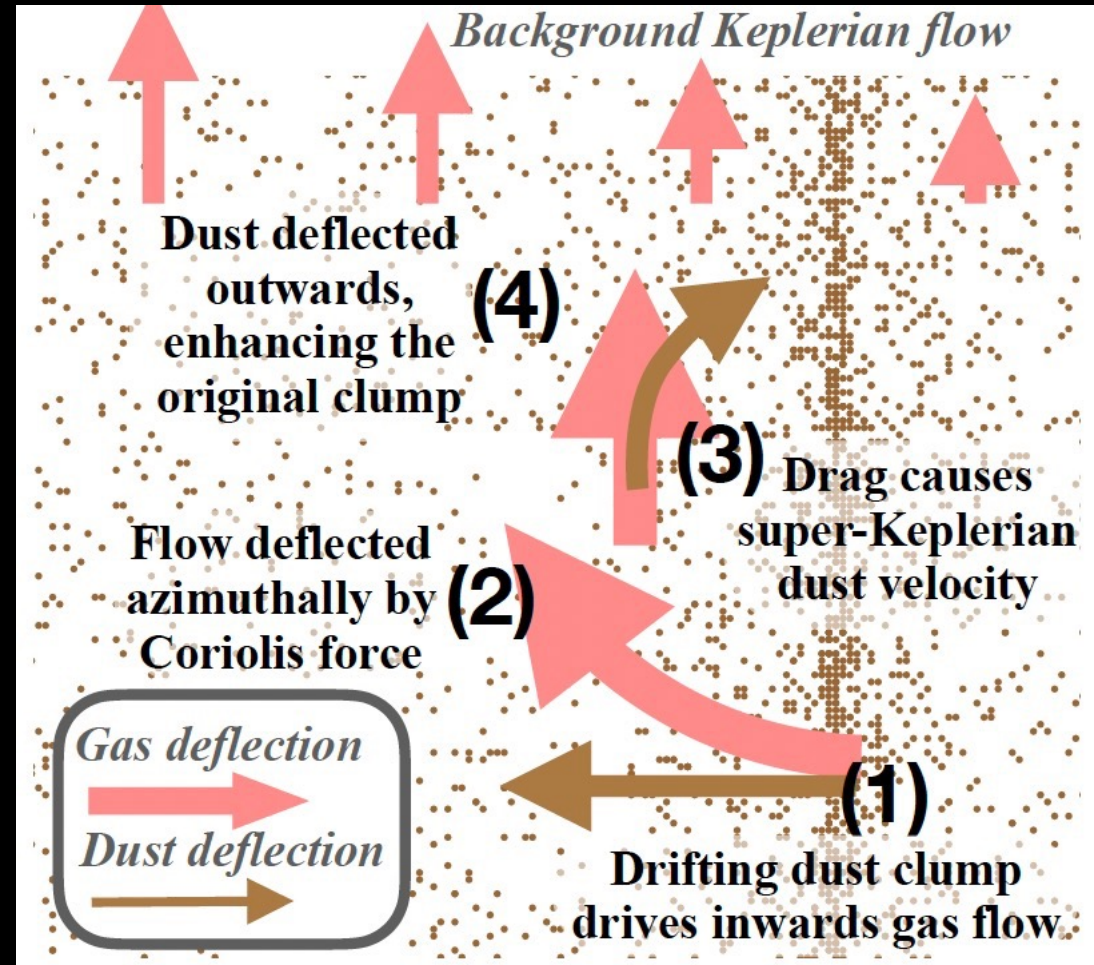 Background Keplerian flow
Dust deflected
outwards,
enhancing the
original clump
(4)
(3)
Drag causes
super-Keplerian
dust velocity
Flow deflected
azimuthally by
Coriolis force
(2)
Gas deflection
Dust deflection
(1)
Drifting dust clump
drives inwards gas flow